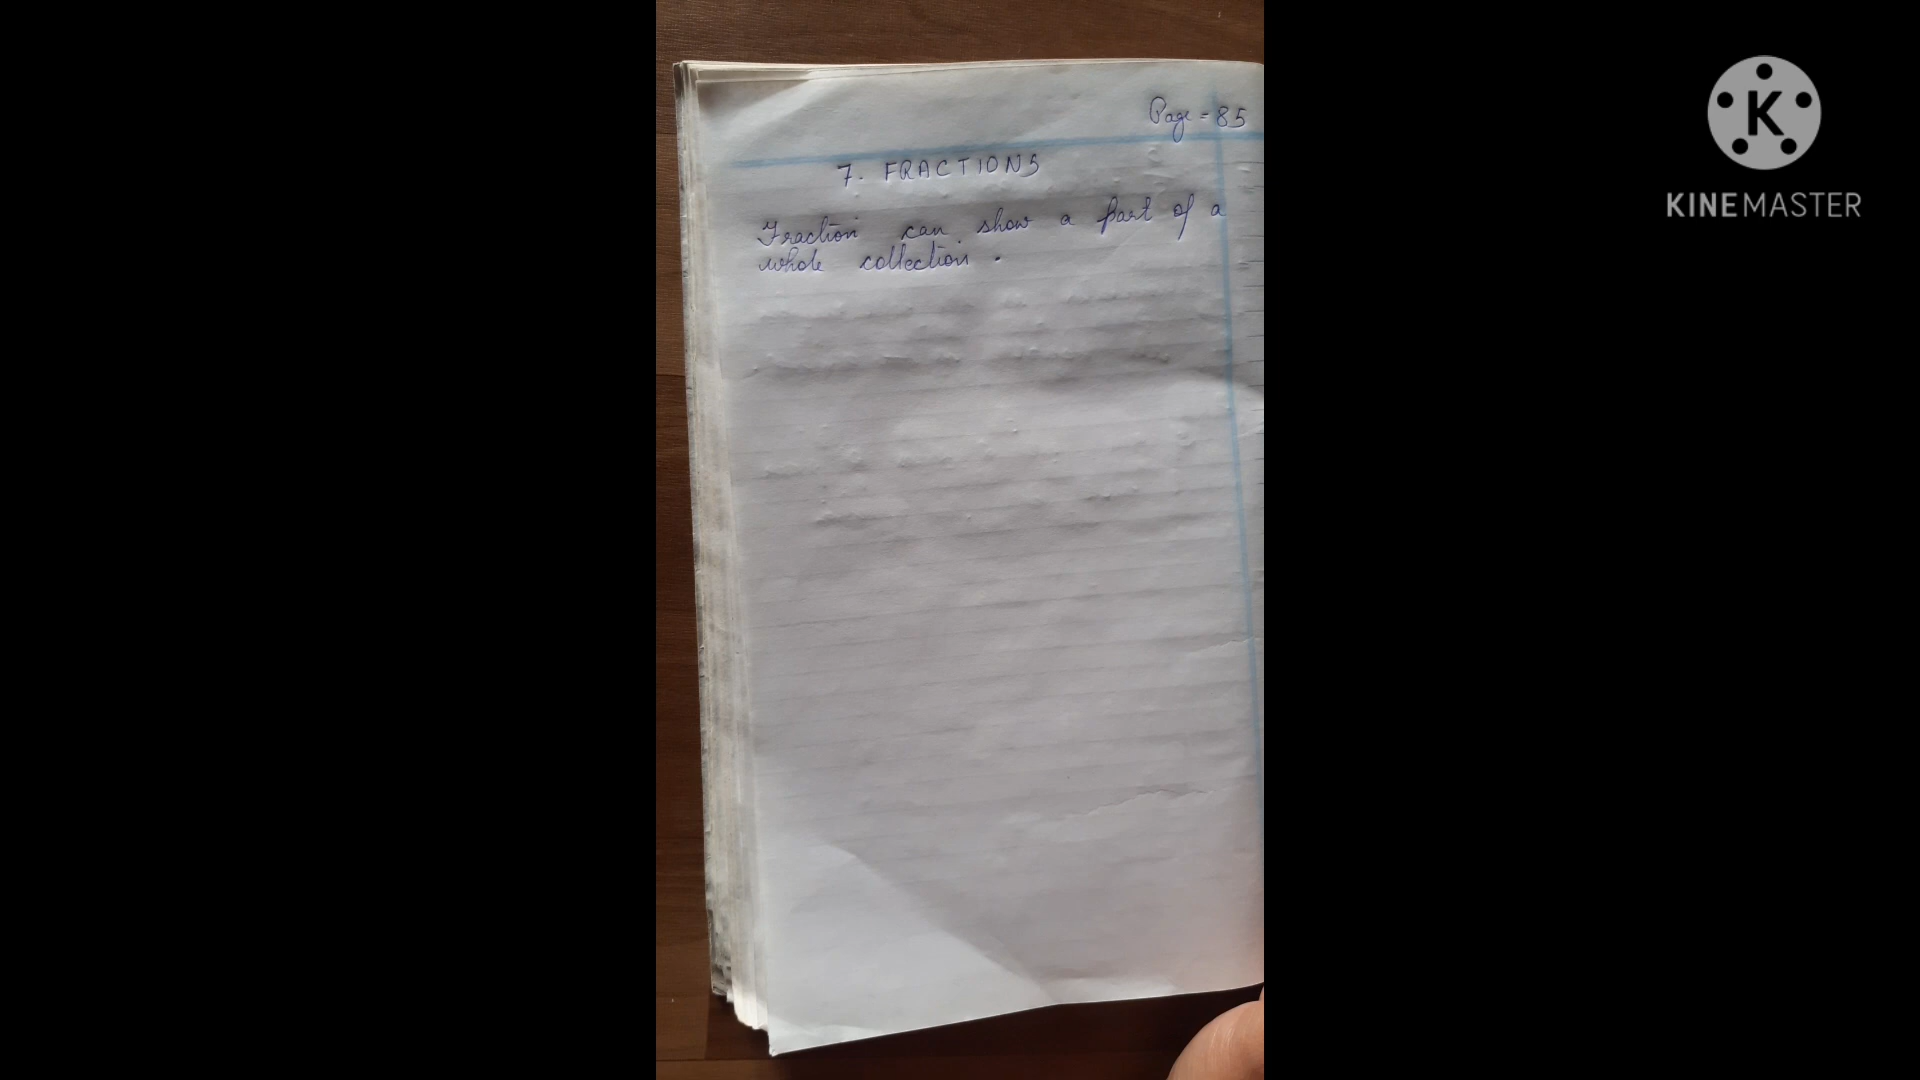 Page - 85
7. FRACTIONS
Fraction can show a part of a
whole collection.
K
KINEMASTER